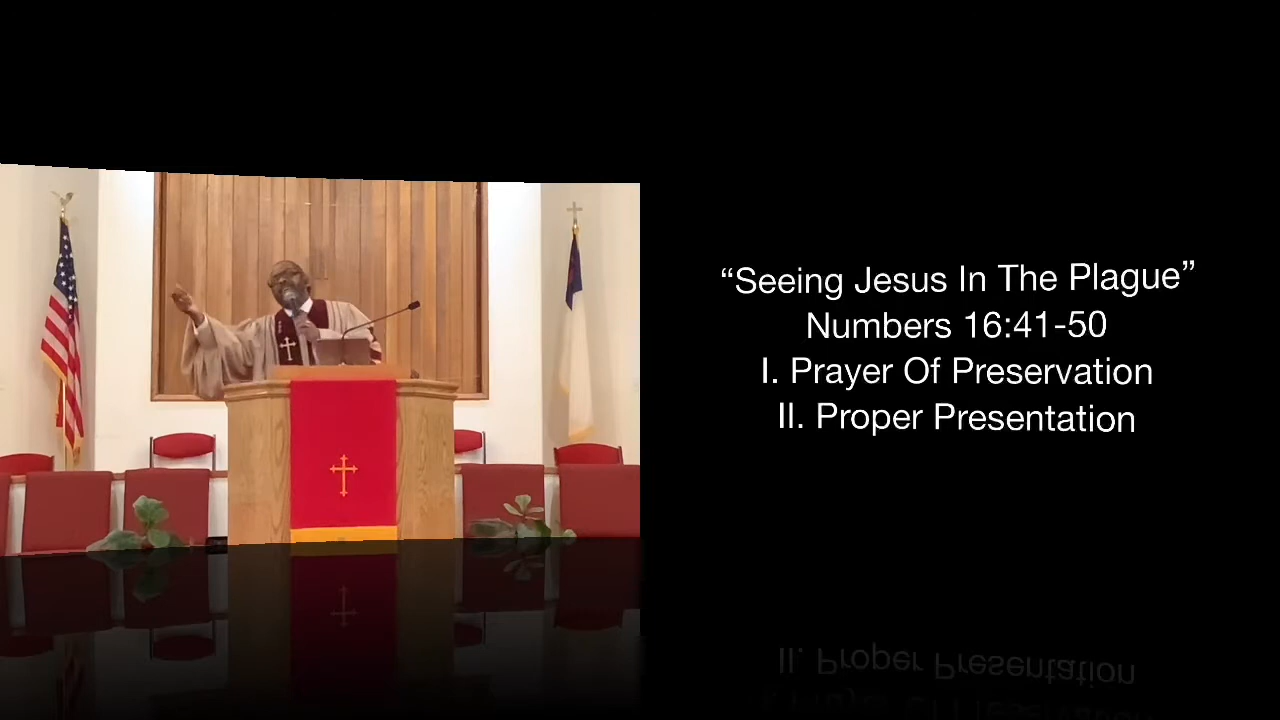 “Seeing Jesus In The Plague”
Numbers 16:41-50
I. Prayer Of Preservation
II. Proper Presentation